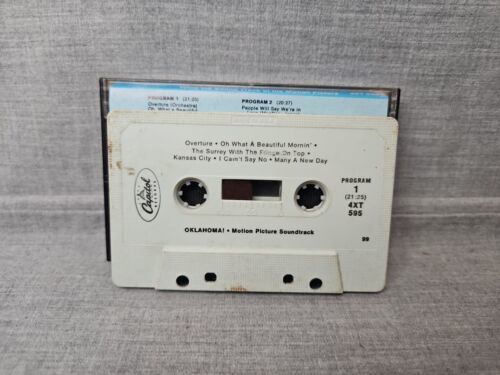 PROGRAM 1 (21:25)
Overture (Orchestra)
PROGRAM 2 (20:27)
People Will Say We're in
Overture • Oh What A Beautiful Mornin' •
The Surrey With The Fringe On Top •
Kansas City • I Cain't Say No • Many A New Day
Capitol
RECORDS
PROGRAM
1
(21:25)
4XT
595
OKLAHOMA! • Motion Picture Soundtrack
99